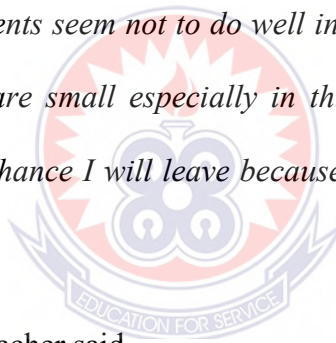 ents seem not to do well in
are small especially in th
hance I will leave because
EDUCATION FOR SERVICE
acher said